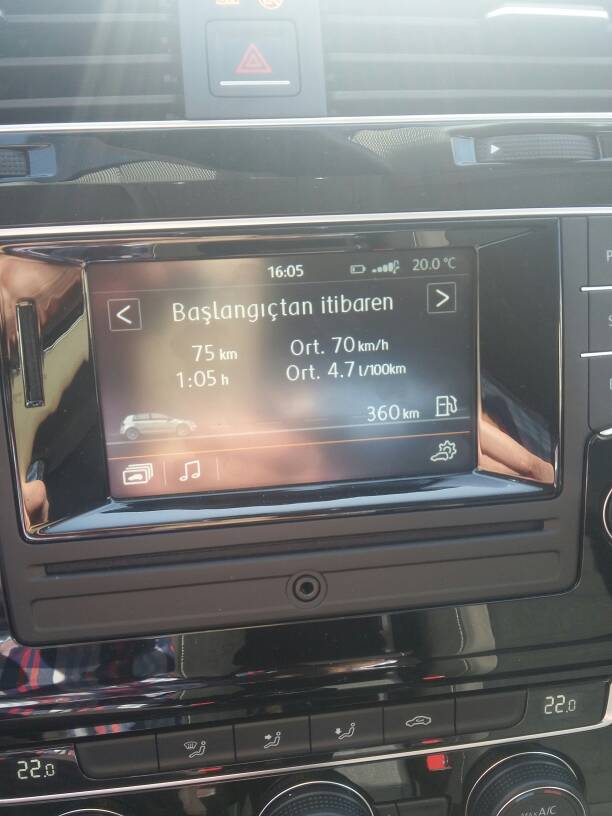 16:05 20.0 °C
Başlangıçtan itibaren
75 km Ort. 70 km/h
1:05 h Ort. 4.7 l/100km
360 km
22.0
22.0
MAX A/C